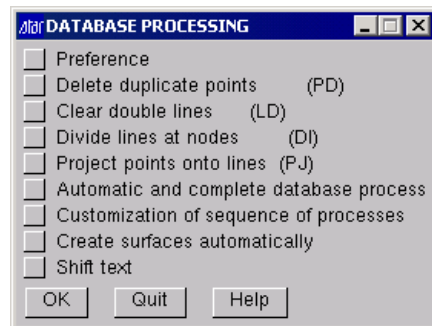 star DATABASE PROCESSING
Preference
Delete duplicate points (PD)
Clear double lines (LD)
Divide lines at nodes (DI)
Project points onto lines (PJ)
Automatic and complete database process
Customization of sequence of processes
Create surfaces automatically
Shift text
OK Quit Help